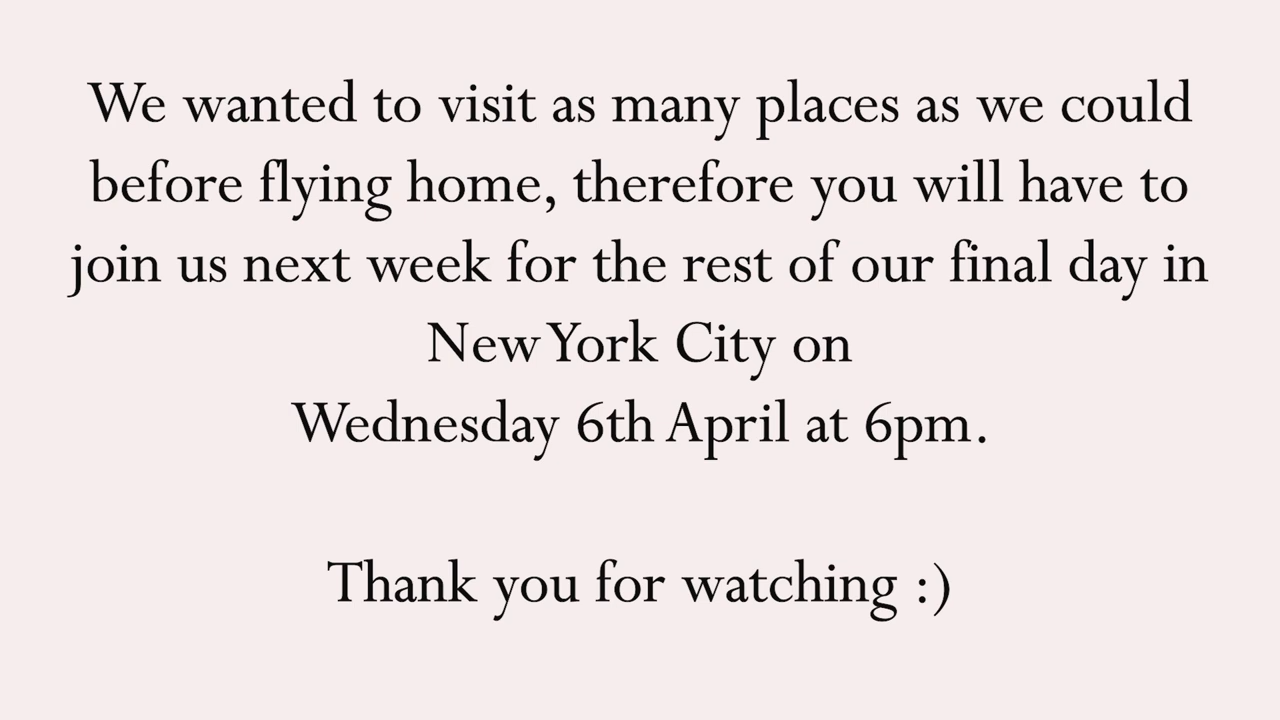 We wanted to visit as many places as we could
before flying home, therefore you will have to
join us next week for the rest of our final day in
New York City on
Wednesday 6th April at 6pm.
Thank you for watching :)